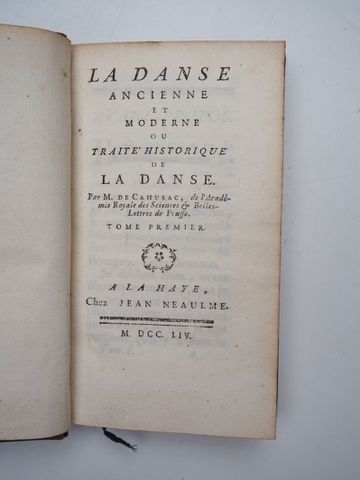 LA DANSE
ANCIENNE
ET
MODERNE
OU
TRAITÉ HISTORIQUE
DE
LA DANSE.
Par M. DE CAHUSAC, de l'Acadé-
mie Royale des Sciences & Belles-
Lettres de Prusse.
TOME PREMIER.
A LA HAYE,
Chez JEAN NEAULME.
M. DCC. LIV.